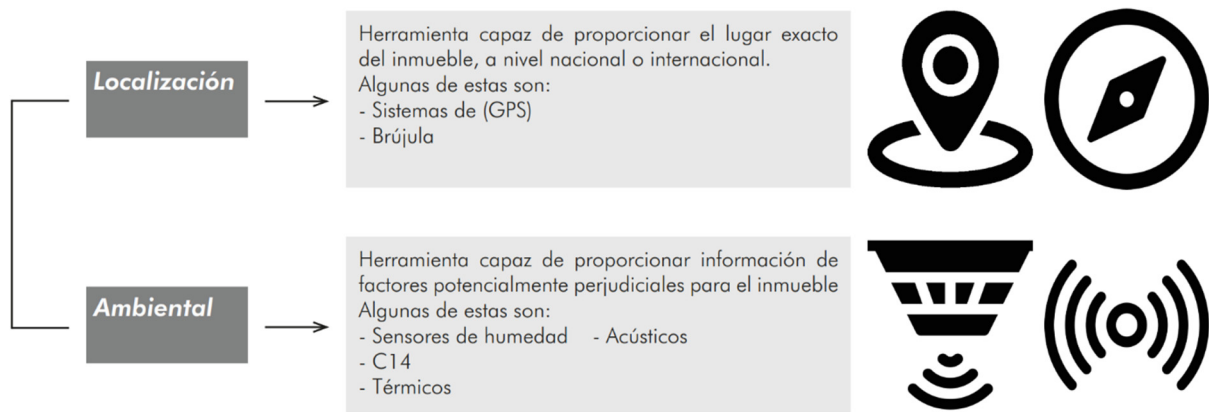 Localización
Herramienta capaz de proporcionar el lugar exacto
del inmueble, a nivel nacional o internacional.
Algunas de estas son:
- Sistemas de (GPS)
- Brújula
Ambiental
Herramienta capaz de proporcionar información de
factores potencialmente perjudiciales para el inmueble
Algunas de estas son:
- Sensores de humedad - Acústicos
- C14
- Térmicos